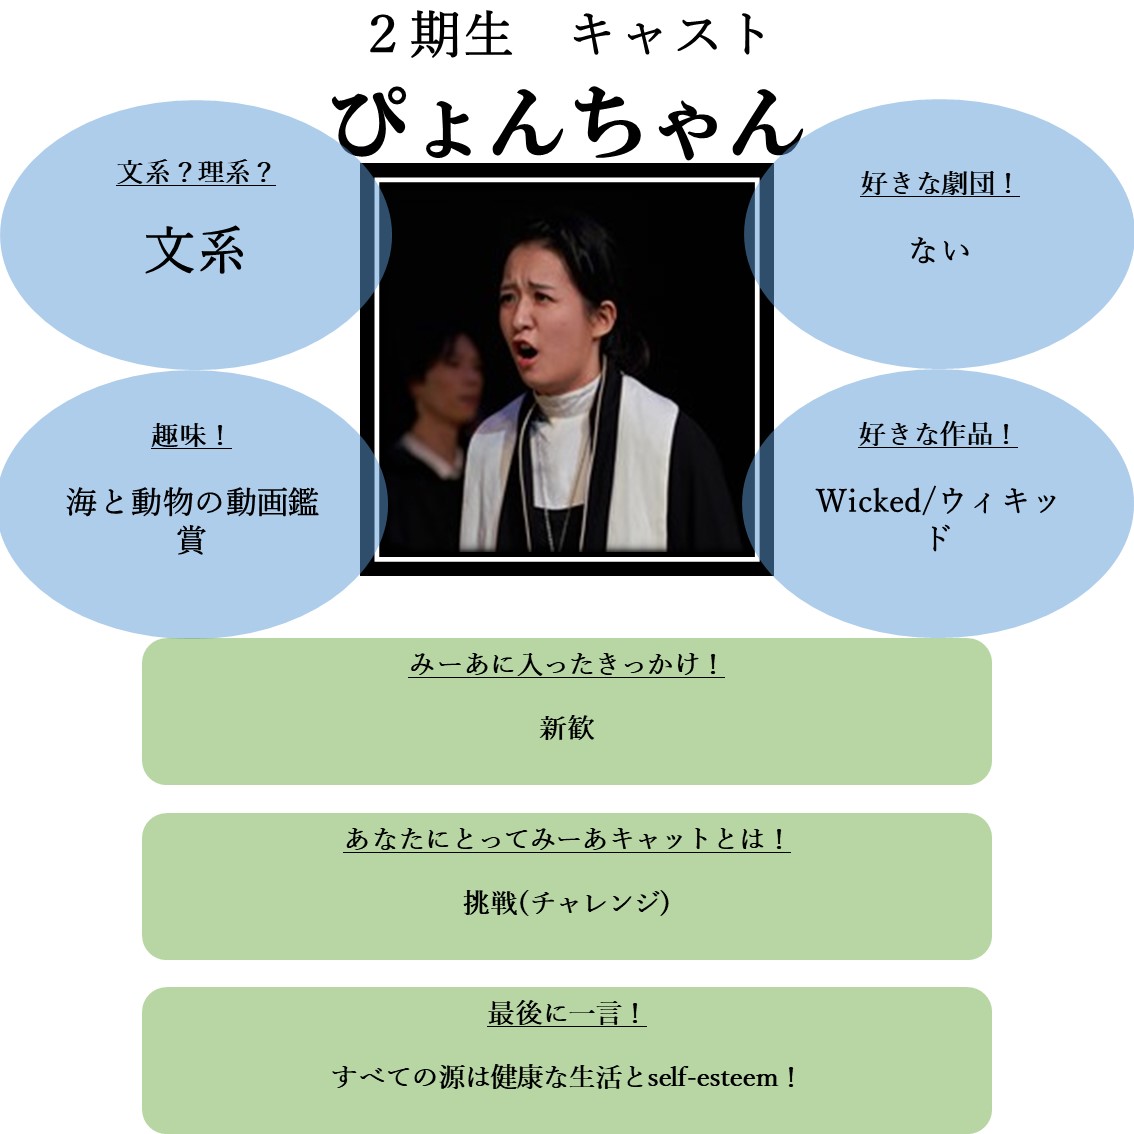 ２期生　キャスト
ぴょんちゃん
文系？理系？
文系
好きな劇団！
ない
趣味！
海と動物の動画鑑
賞
好きな作品！
Wicked/ウィキッ
ド
みーあに入ったきっかけ！
新歓
あなたにとってみーあキャットとは！
挑戦(チャレンジ)
最後に一言！
すべての源は健康な生活とself-esteem！